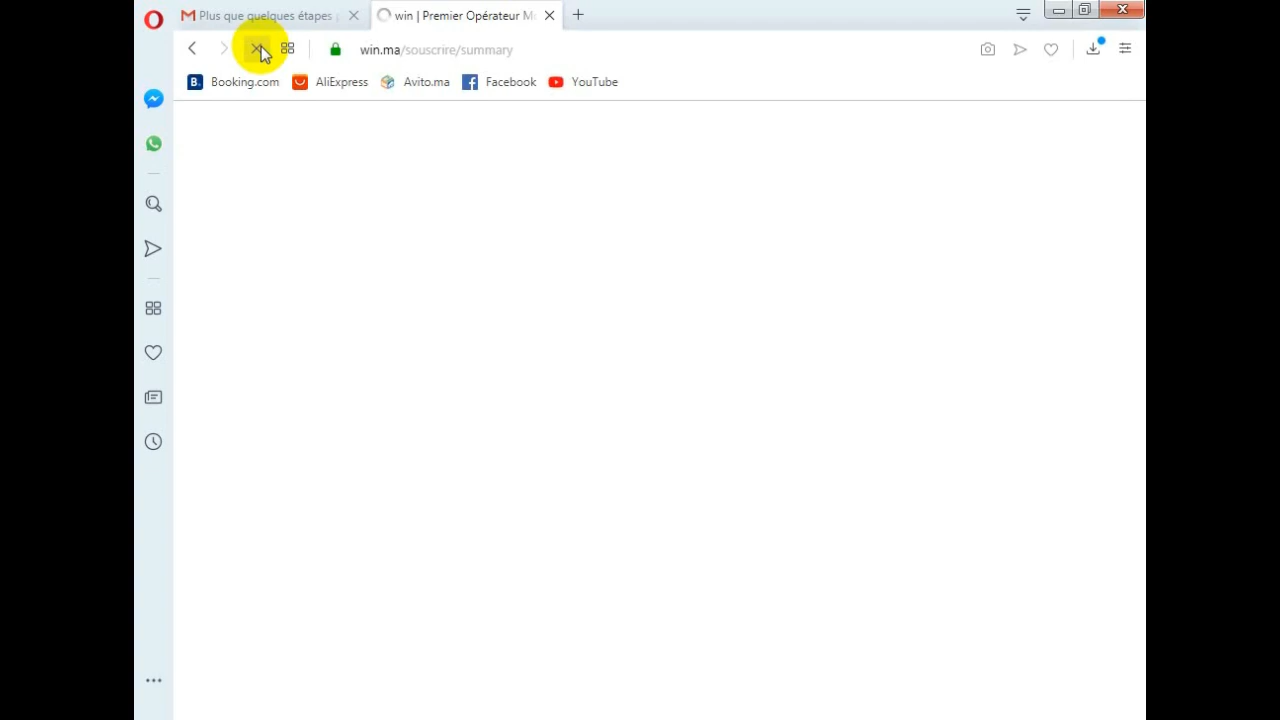 Plus que quelques étapes
win | Premier Opérateur M
win.ma/souscrire/summary
B. Booking.com AliExpress Avito.ma Facebook YouTube